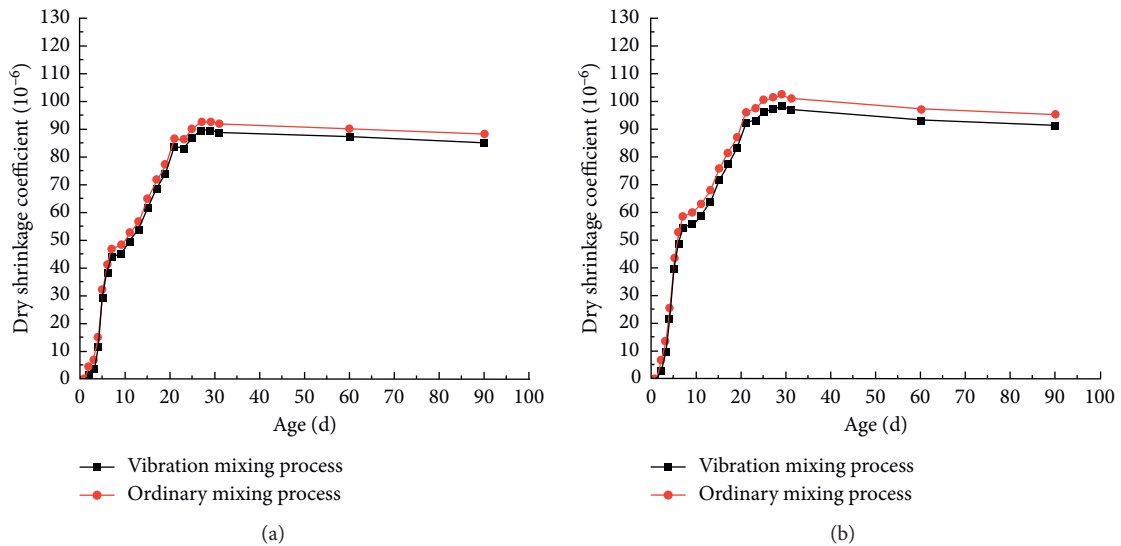 130
120
110
100
90
80
70
60
50
40
30
20
10
0
Dry shrinkage coefficient (10⁻⁶)
0 10 20 30 40 50 60 70 80 90 100
Age (d)
Vibration mixing process
Ordinary mixing process
(a)
130
120
110
100
90
80
70
60
50
40
30
20
10
0
Dry shrinkage coefficient (10⁻⁶)
0 10 20 30 40 50 60 70 80 90 100
Age (d)
Vibration mixing process
Ordinary mixing process
(b)